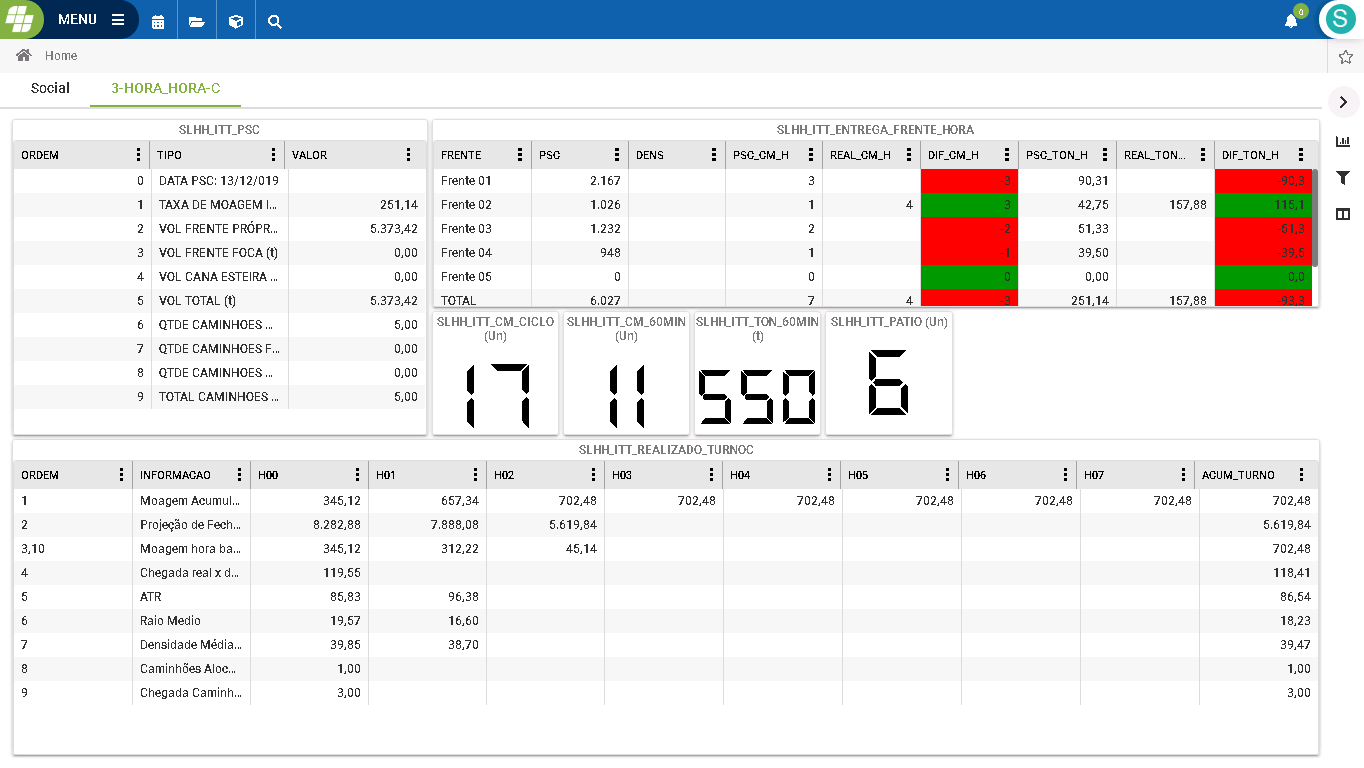 MENU
0
S
Home
Social 3-HORA_HORA-C
SLHH_ITT_PSC
ORDEM TIPO VALOR
0 DATA PSC: 13/12/019
1 TAXA DE MOAGEM I... 251,14
2 VOL FRENTE PRÓPR... 5.373,42
3 VOL FRENTE FOCA (t) 0,00
4 VOL CANA ESTEIRA ... 0,00
5 VOL TOTAL (t) 5.373,42
6 QTDE CAMINHOES ... 5,00
7 QTDE CAMINHOES F... 0,00
8 QTDE CAMINHOES ... 0,00
9 TOTAL CAMINHOES ... 5,00
SLHH_ITT_ENTREGA_FRENTE_HORA
FRENTE PSC DENS PSC_CM_H REAL_CM_H DIF_CM_H PSC_TON_H REAL_TON... DIF_TON_H
Frente 01 2.167 3 -3 90,31 -90,3
Frente 02 1.026 1 4 3 42,75 157,88 115,1
Frente 03 1.232 2 -2 51,33 -51,3
Frente 04 948 1 -1 39,50 -39,5
Frente 05 0 0 0 0,00 0,0
TOTAL 6.027 7 4 -3 251,14 157,88 -93,3
SLHH_ITT_CM_CICLO
(Un)
17
SLHH_ITT_CM_60MIN
(Un)
11
SLHH_ITT_TON_60MIN
(t)
550
SLHH_ITT_PATIO (Un)
6
SLHH_ITT_REALIZADO_TURNOC
ORDEM INFORMACAO H00 H01 H02 H03 H04 H05 H06 H07 ACUM_TURNO
1 Moagem Acumul... 345,12 657,34 702,48 702,48 702,48 702,48 702,48 702,48 702,48
2 Projeção de Fech... 8.282,88 7.888,08 5.619,84 5.619,84
3,10 Moagem hora ba... 345,12 312,22 45,14 702,48
4 Chegada real x d... 119,55 118,41
5 ATR 85,83 96,38 86,54
6 Raio Medio 19,57 16,60 18,23
7 Densidade Média... 39,85 38,70 39,47
8 Caminhões Aloc... 1,00 1,00
9 Chegada Caminh... 3,00 3,00